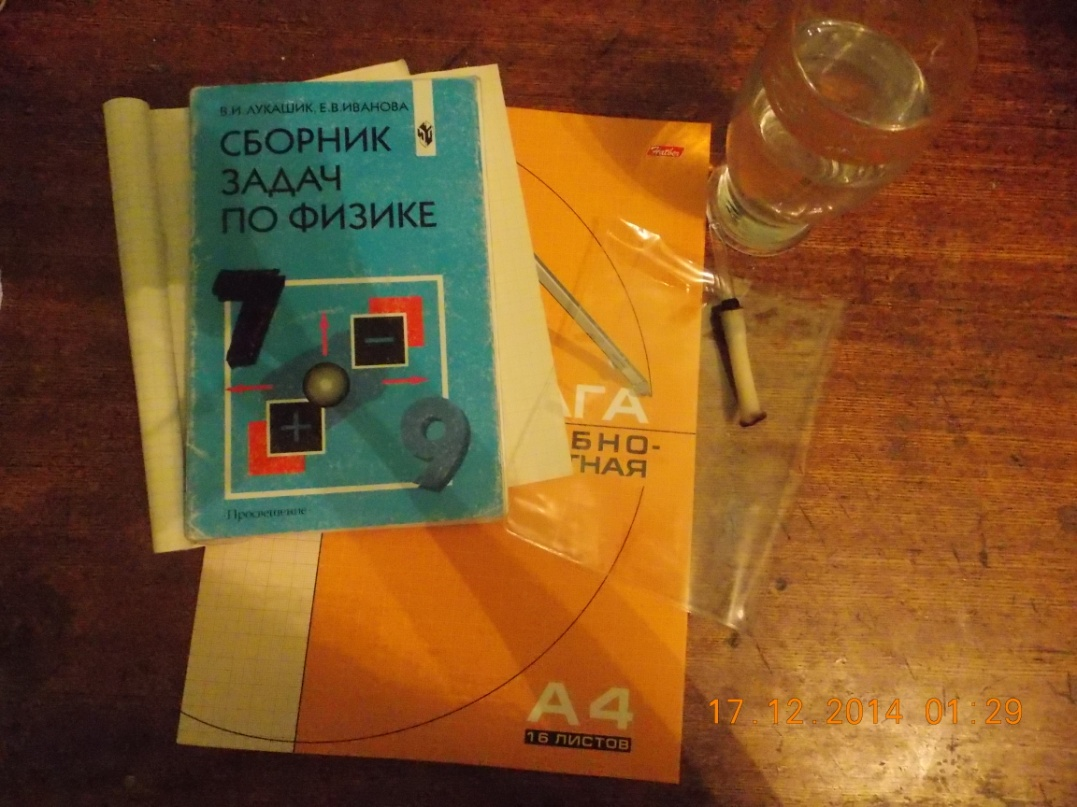 В.И. ЛУКАШИК, Е.В. ИВАНОВА
СБОРНИК
ЗАДАЧ
ПО ФИЗИКЕ
7
9
Просвещение
Hatber
АГА
БНО-
ТНАЯ
А4
16 ЛИСТОВ
17.12.2014 01:29